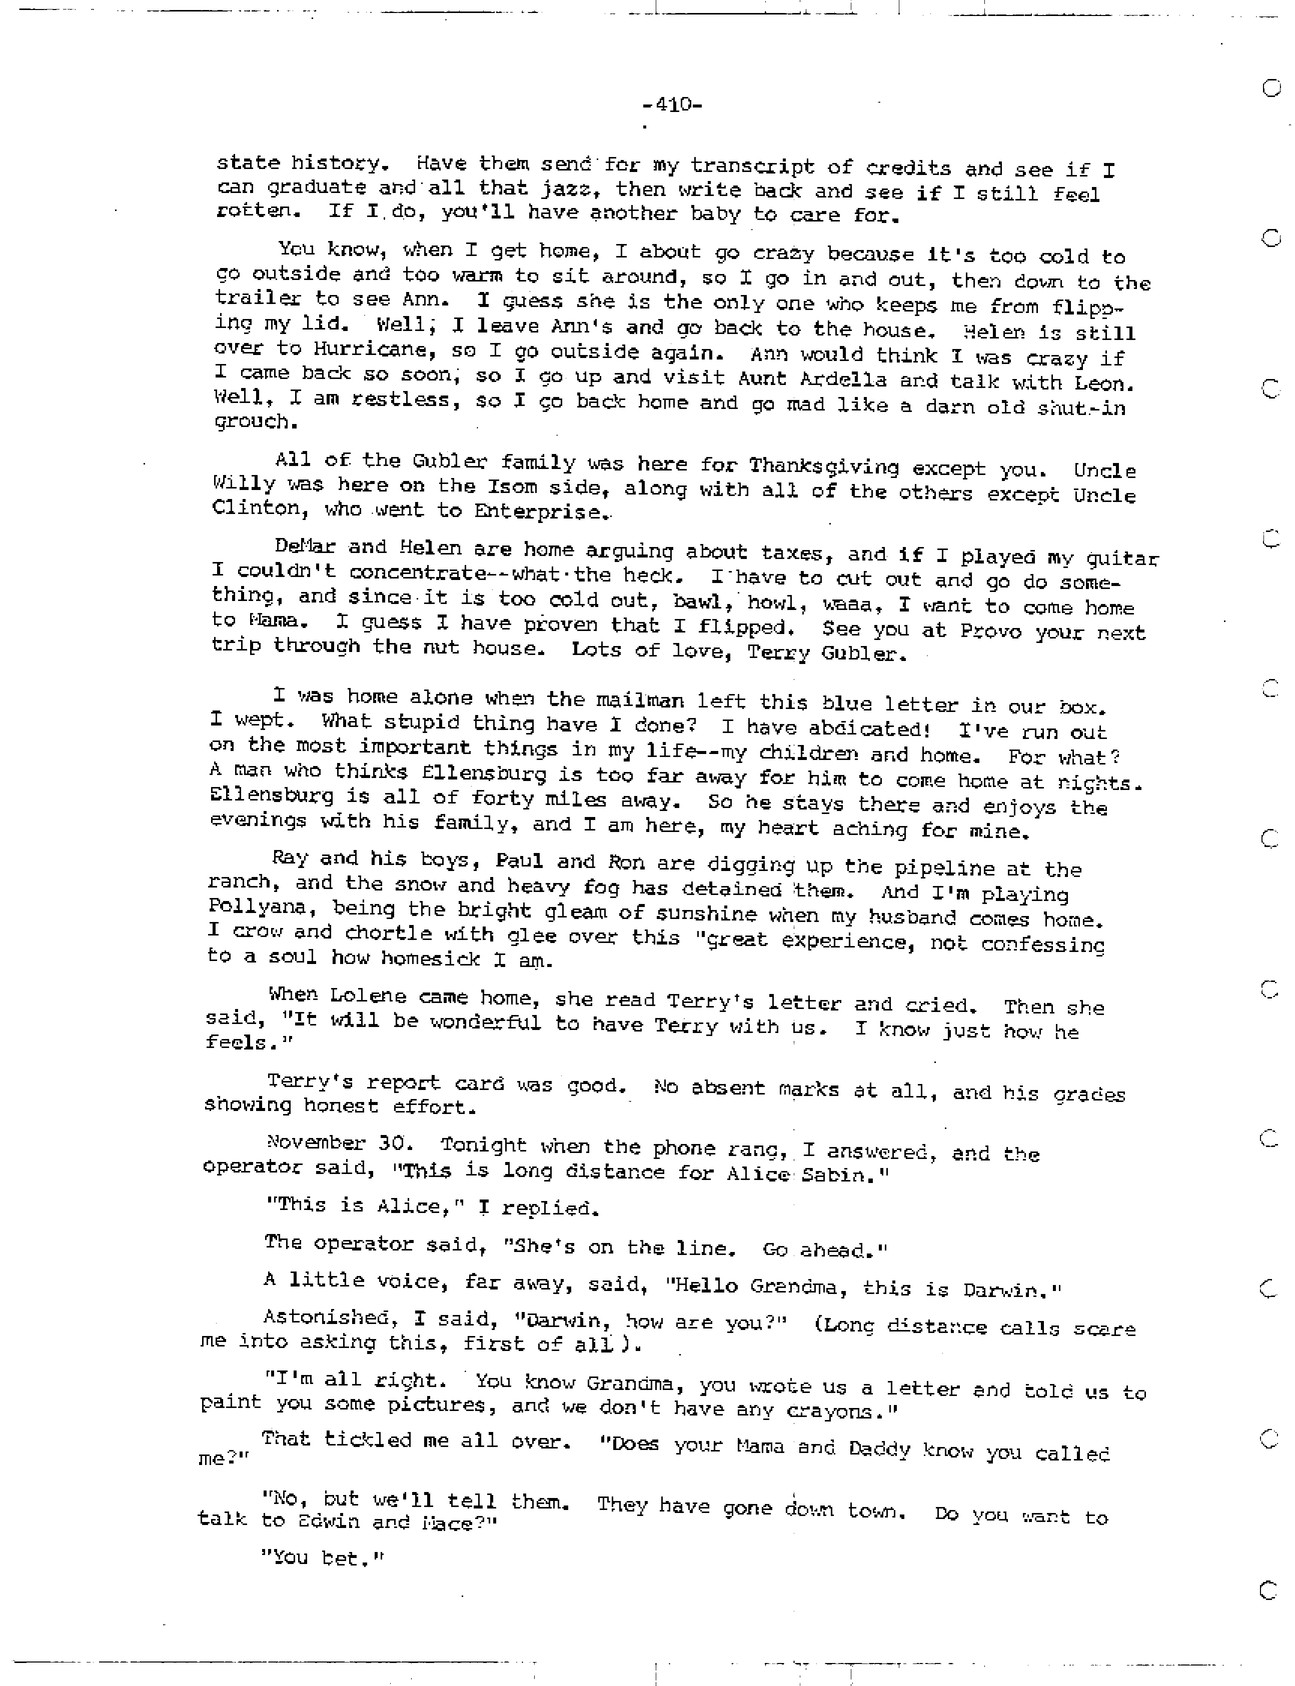 -410-
state history. Have them send for my transcript of credits and see if I
can graduate and all that jazz, then write back and see if I still feel
rotten. If I do, you'll have another baby to care for.
You know, when I get home, I about go crazy because it's too cold to
go outside and too warm to sit around, so I go in and out, then down to the
trailer to see Ann. I guess she is the only one who keeps me from flipp-
ing my lid. Well, I leave Ann's and go back to the house. Helen is still
over to Hurricane, so I go outside again. Ann would think I was crazy if
I came back so soon, so I go up and visit Aunt Ardella and talk with Leon.
Well, I am restless, so I go back home and go mad like a darn old shut-in
grouch.
All of the Gubler family was here for Thanksgiving except you. Uncle
Willy was here on the Isom side, along with all of the others except Uncle
Clinton, who went to Enterprise.
DeMar and Helen are home arguing about taxes, and if I played my guitar
I couldn't concentrate--what the heck. I have to cut out and go do some-
thing, and since it is too cold out, bawl, howl, waaa, I want to come home
to Mama. I guess I have proven that I flipped. See you at Provo your next
trip through the nut house. Lots of love, Terry Gubler.
I was home alone when the mailman left this blue letter in our box.
I wept. What stupid thing have I done? I have abdicated! I've run out
on the most important things in my life--my children and home. For what?
A man who thinks Ellensburg is too far away for him to come home at nights.
Ellensburg is all of forty miles away. So he stays there and enjoys the
evenings with his family, and I am here, my heart aching for mine.
Ray and his boys, Paul and Ron are digging up the pipeline at the
ranch, and the snow and heavy fog has detained them. And I'm playing
Pollyana, being the bright gleam of sunshine when my husband comes home.
I crow and chortle with glee over this "great experience, not confessing
to a soul how homesick I am.
When Lolene came home, she read Terry's letter and cried. Then she
said, "It will be wonderful to have Terry with us. I know just how he
feels."
Terry's report card was good. No absent marks at all, and his grades
showing honest effort.
November 30. Tonight when the phone rang, I answered, and the
operator said, "This is long distance for Alice Sabin."
"This is Alice," I replied.
The operator said, "She's on the line. Go ahead."
A little voice, far away, said, "Hello Grandma, this is Darwin."
Astonished, I said, "Darwin, how are you?" (Long distance calls scare
me into asking this, first of all).
"I'm all right. You know Grandma, you wrote us a letter and told us to
paint you some pictures, and we don't have any crayons."
That tickled me all over. "Does your Mama and Daddy know you called
me?"
"No, but we'll tell them. They have gone down town. Do you want to
talk to Edwin and Mace?"
"You bet."